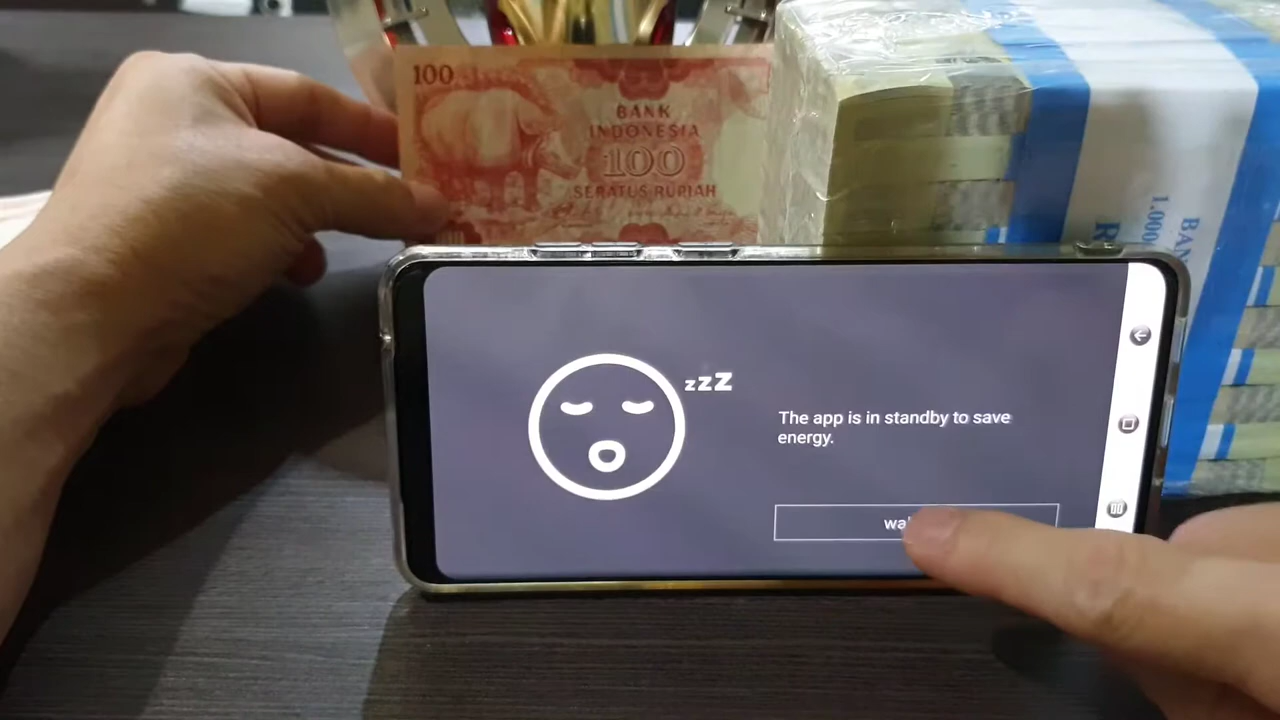 100
BANK
INDONESIA
100
SERATUS RUPIAH
zzZ
The app is in standby to save
energy.